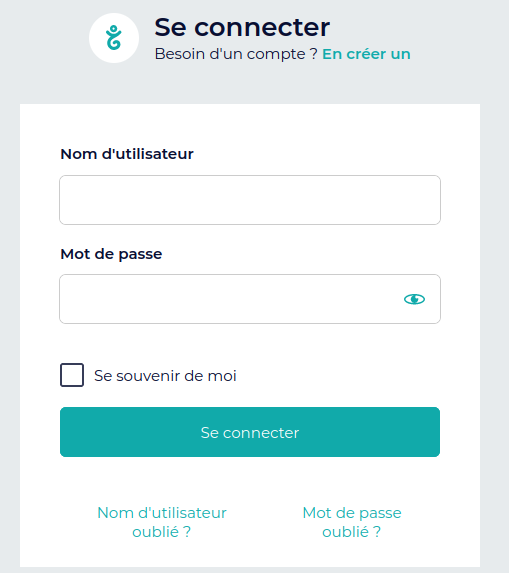 Se connecter
Besoin d'un compte ? En créer un
Nom d'utilisateur
Mot de passe
Se souvenir de moi
Se connecter
Nom d'utilisateur
oublié ?
Mot de passe
oublié ?